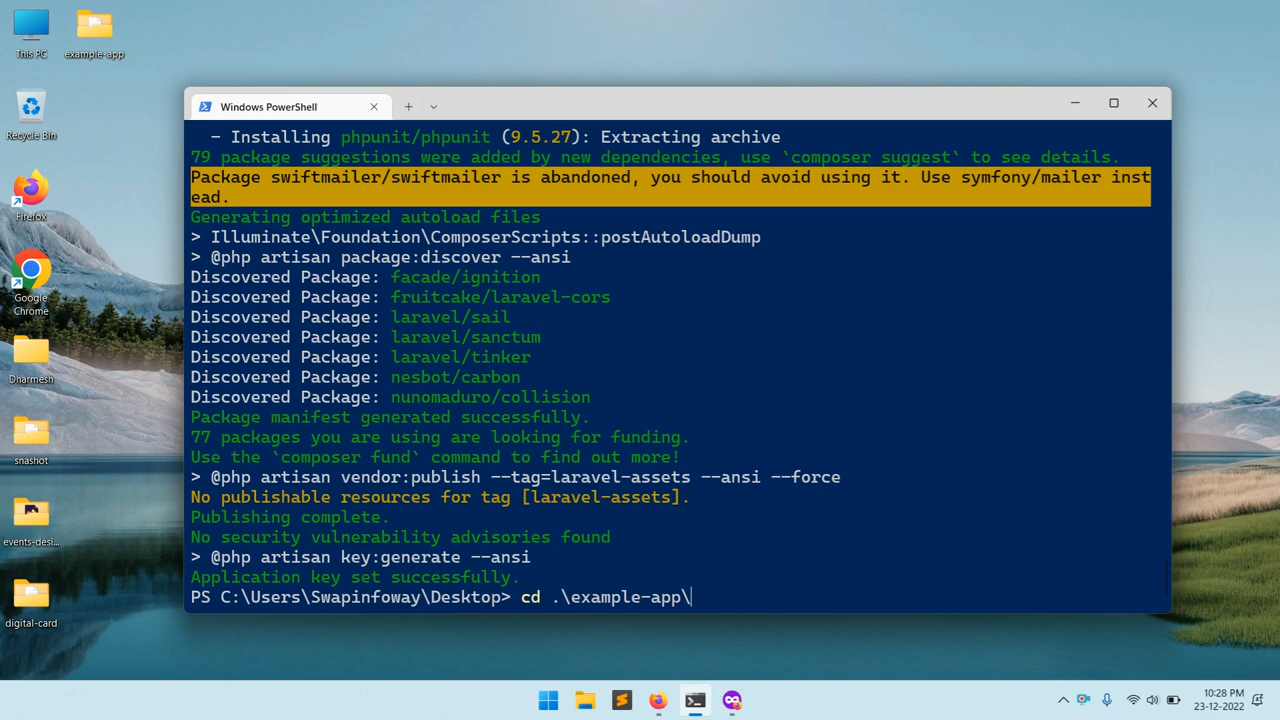 This PC
example-app
Recycle Bin
Firefox
Google
Chrome
Dharmesh
snashot
events-desi...
digital-card
Windows PowerShell
- Installing phpunit/phpunit (9.5.27): Extracting archive
79 package suggestions were added by new dependencies, use `composer suggest` to see details.
Package swiftmailer/swiftmailer is abandoned, you should avoid using it. Use symfony/mailer inst
ead.
Generating optimized autoload files
> Illuminate\Foundation\ComposerScripts::postAutoloadDump
> @php artisan package:discover --ansi
Discovered Package: facade/ignition
Discovered Package: fruitcake/laravel-cors
Discovered Package: laravel/sail
Discovered Package: laravel/sanctum
Discovered Package: laravel/tinker
Discovered Package: nesbot/carbon
Discovered Package: nunomaduro/collision
Package manifest generated successfully.
77 packages you are using are looking for funding.
Use the `composer fund` command to find out more!
> @php artisan vendor:publish --tag=laravel-assets --ansi --force
No publishable resources for tag [laravel-assets].
Publishing complete.
No security vulnerability advisories found
> @php artisan key:generate --ansi
Application key set successfully.
PS C:\Users\Swapinfoway\Desktop> cd .\example-app\
10:28 PM
23-12-2022